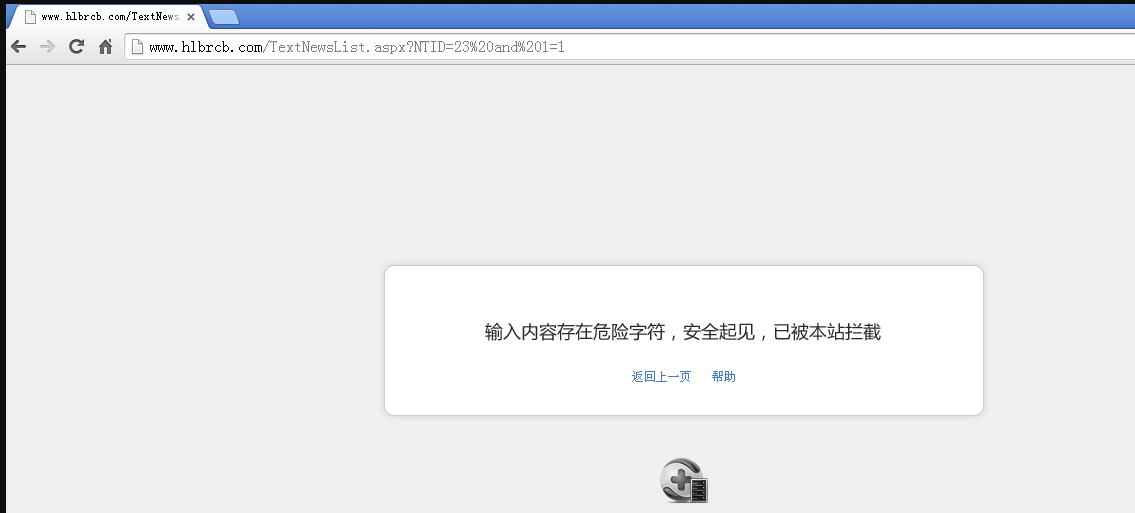 www.hlbrcb.com/TextNews
www.hlbrcb.com/TextNewsList.aspx?NTID=23%20and%201=1
输入内容存在危险字符，安全起见，已被本站拦截
返回上一页 帮助